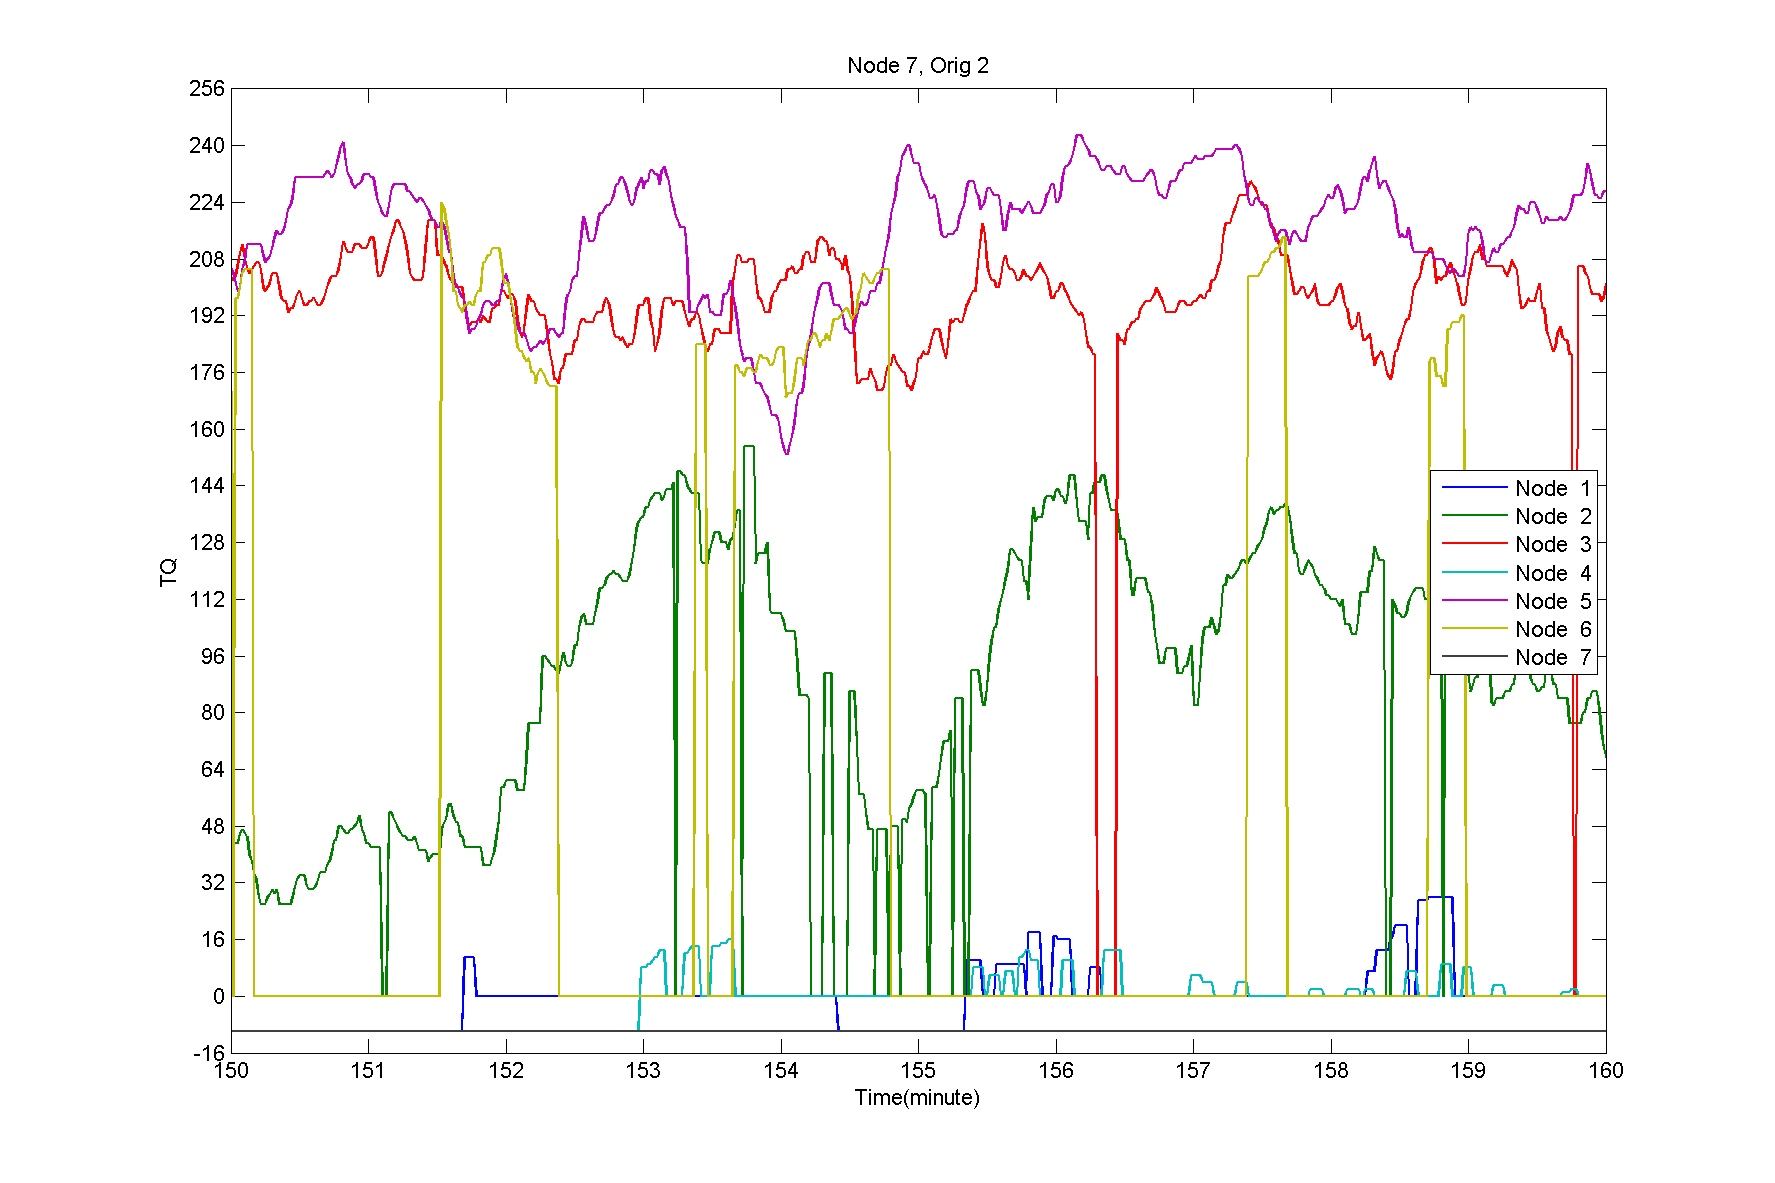 Node 7, Orig 2
256
240
224
208
192
176
160
144
128
112
96
80
64
48
32
16
0
-16
TQ
Node 1
Node 2
Node 3
Node 4
Node 5
Node 6
Node 7
150 151 152 153 154 155 156 157 158 159 160
Time(minute)